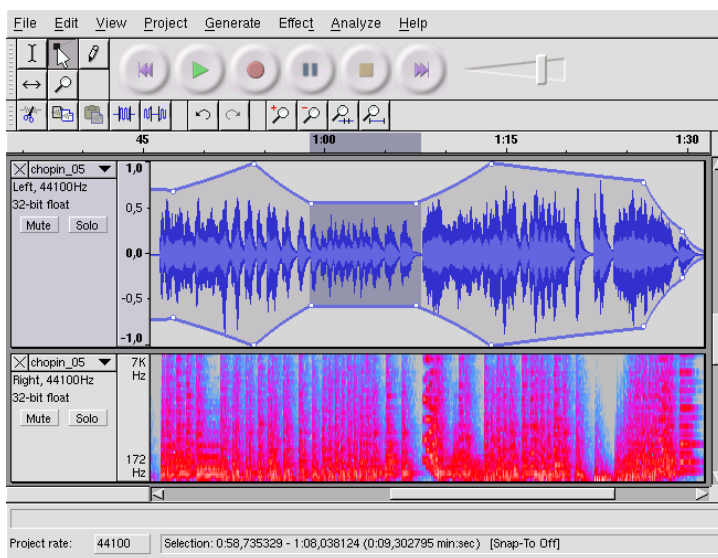 File Edit View Project Generate Effect Analyze Help
45 1:00 1:15 1:30
chopin_05 1,0
Left, 44100Hz
32-bit float 0,5
Mute Solo
0,0
-0,5
-1,0
chopin_05 7K
Right, 44100Hz Hz
32-bit float
Mute Solo
172
Hz
Project rate: 44100 Selection: 0:58,735329 - 1:08,038124 (0:09,302795 min:sec) [Snap-To Off]